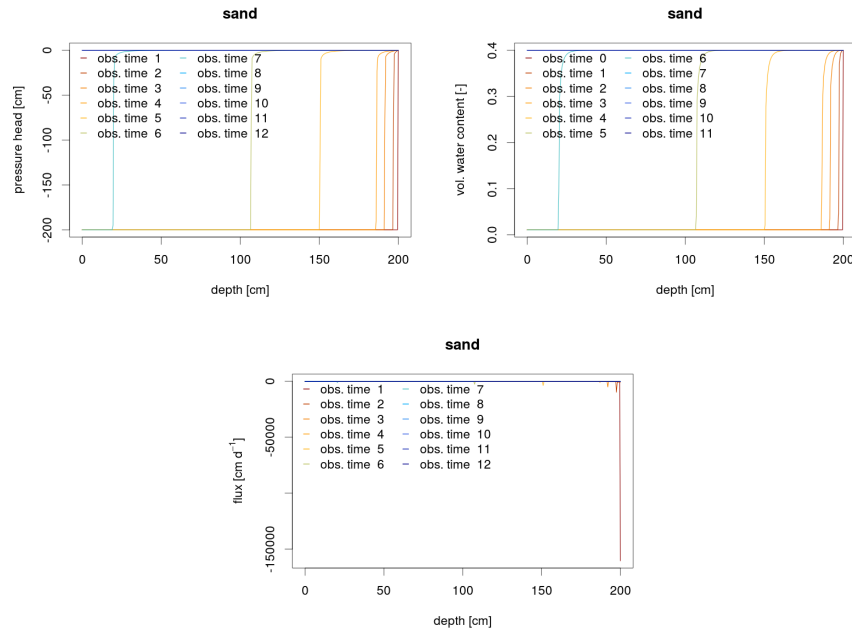 sand
pressure head [cm]
0
-50
-100
-150
-200
obs. time 1
obs. time 2
obs. time 3
obs. time 4
obs. time 5
obs. time 6
obs. time 7
obs. time 8
obs. time 9
obs. time 10
obs. time 11
obs. time 12
0 50 100 150 200
depth [cm]
sand
vol. water content [-]
0.4
0.3
0.2
0.1
0.0
obs. time 0
obs. time 1
obs. time 2
obs. time 3
obs. time 4
obs. time 5
obs. time 6
obs. time 7
obs. time 8
obs. time 9
obs. time 10
obs. time 11
0 50 100 150 200
depth [cm]
sand
flux [cm d⁻¹]
0
-50000
-150000
obs. time 1
obs. time 2
obs. time 3
obs. time 4
obs. time 5
obs. time 6
obs. time 7
obs. time 8
obs. time 9
obs. time 10
obs. time 11
obs. time 12
0 50 100 150 200
depth [cm]